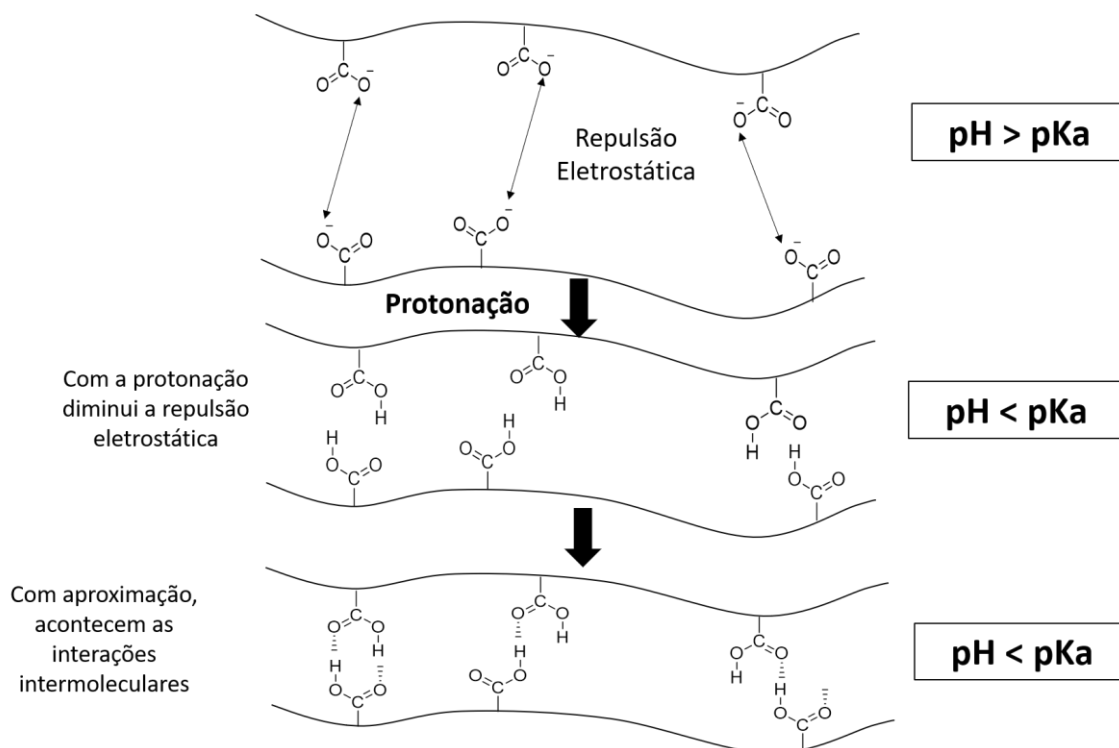 O
C
O
−
O
C
O
−
−
O
C
O
Repulsão
Eletrostática
pH > pKa
−
O
C
O
O
C
O
−
−
O
C
O
Protonação
Com a protonação
diminui a repulsão
eletrostática
O
C
O
H
O
C
O
H
O
C
O
H
H
O
C
O
O
C
O
H
H
O
C
O
pH < pKa
Com aproximação,
acontecem as
interações
intermoleculares
O
C
O
H
O
C
O
H
O
C
O
H
H
O
C
O
O
C
O
H
H
O
C
O
pH < pKa